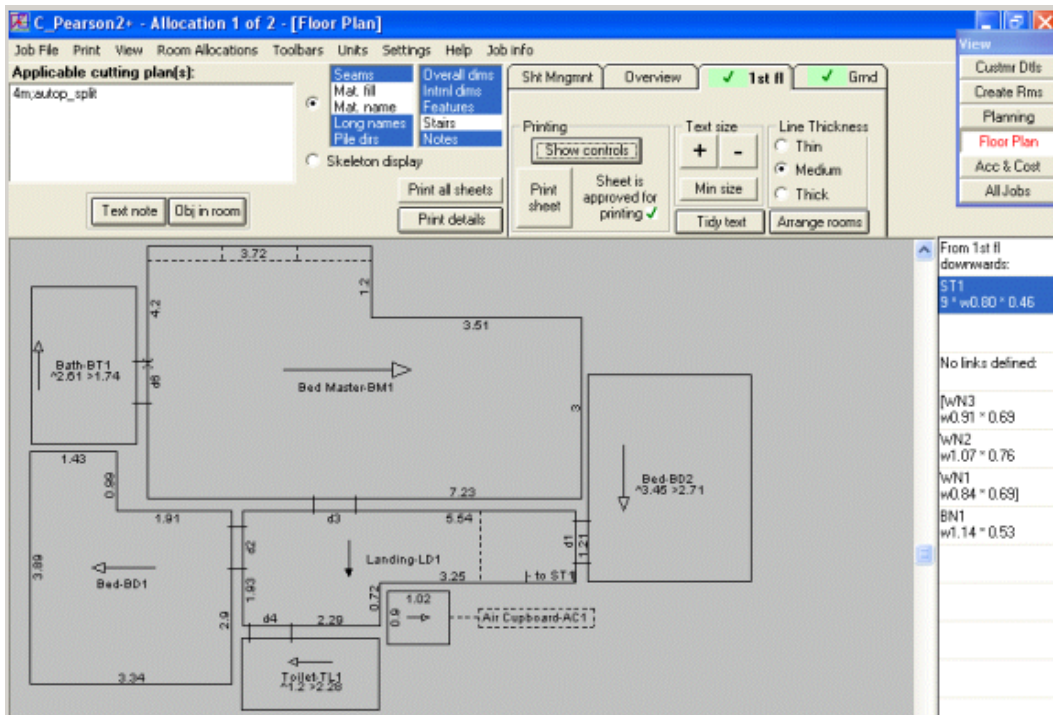 C_Pearson2+ - Allocation 1 of 2 - [Floor Plan]
Job File Print View Room Allocations Toolbars Units Settings Help Job info
View
Custmr Dtls
Create Rms
Planning
Floor Plan
Acc & Cost
All Jobs
Applicable cutting plan(s):
4m;autop_split
Text note
Obj in room
Seams
Mat. fill
Mat. name
Long names
Pile dirs
Overall dims
Intrnl dims
Features
Stairs
Notes
Skeleton display
Print all sheets
Print details
Sht Mngmnt
Overview
1st fl
Grnd
Printing
Show controls
Print sheet
Sheet is
approved for
printing
Text size
+
-
Min size
Tidy text
Line Thickness
Thin
Medium
Thick
Arrange rooms
3.72
4.2
1.2
3.51
Bath-BT1
^2.61 >1.74
d6
Bed Master-BM1
3
7.23
1.43
0.99
1.91
3.89
Bed-BD1
2.9
3.34
d2
1.93
d3
5.54
Landing-LD1
3.25
|- to ST1
d1
1.21
0.72
d4
2.29
1.02
0.9
Air Cupboard-AC1
Toilet-TL1
^1.2 >2.28
Bed-BD2
^3.45 >2.71
From 1st fl
downwards:
ST1
9 * w0.80 * 0.46
No links defined:
[WN3
w0.91 * 0.69
WN2
w1.07 * 0.76
WN1
w0.84 * 0.69]
BN1
w1.14 * 0.53